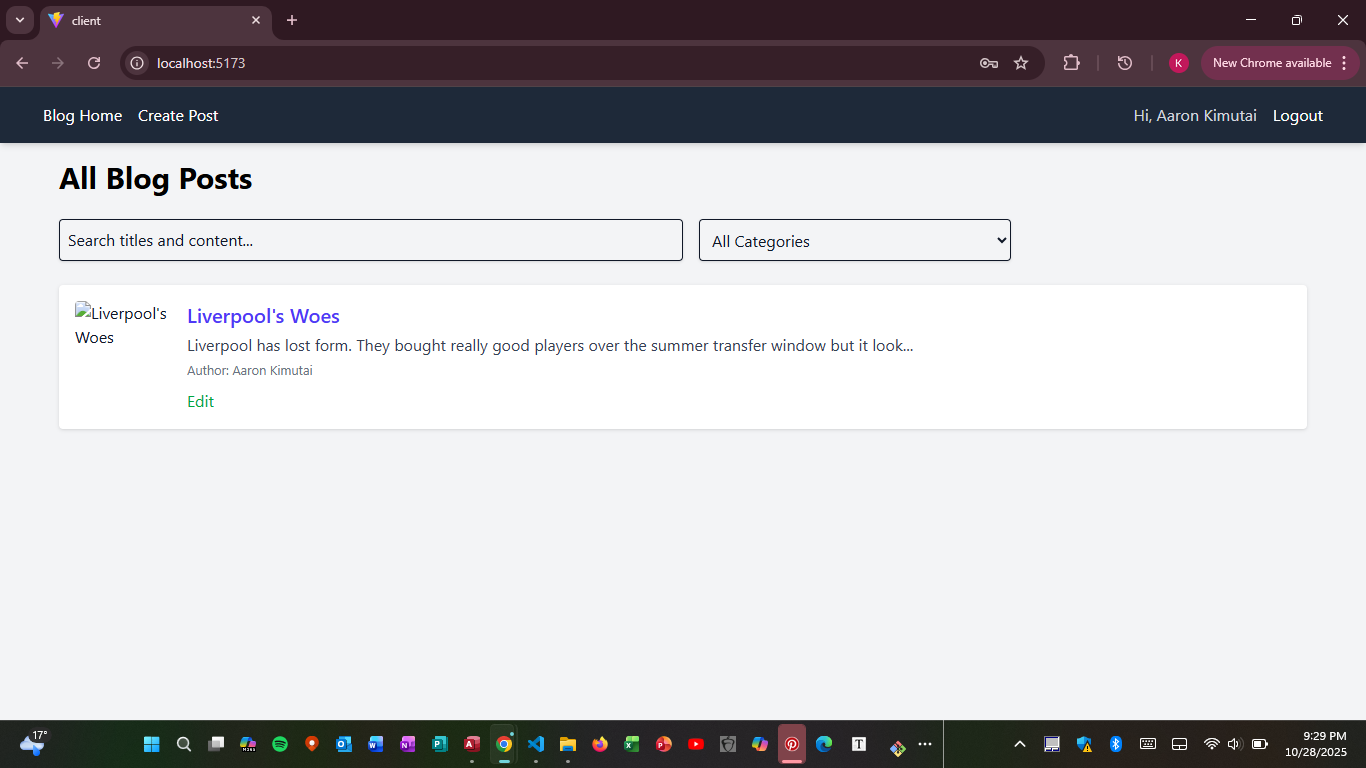 client
localhost:5173
K
New Chrome available
Blog Home
Create Post
Hi, Aaron Kimutai
Logout
All Blog Posts
Search titles and content...
All Categories
Liverpool's
Woes
Liverpool's Woes
Liverpool has lost form. They bought really good players over the summer transfer window but it look...
Author: Aaron Kimutai
Edit
17°
9:29 PM
10/28/2025